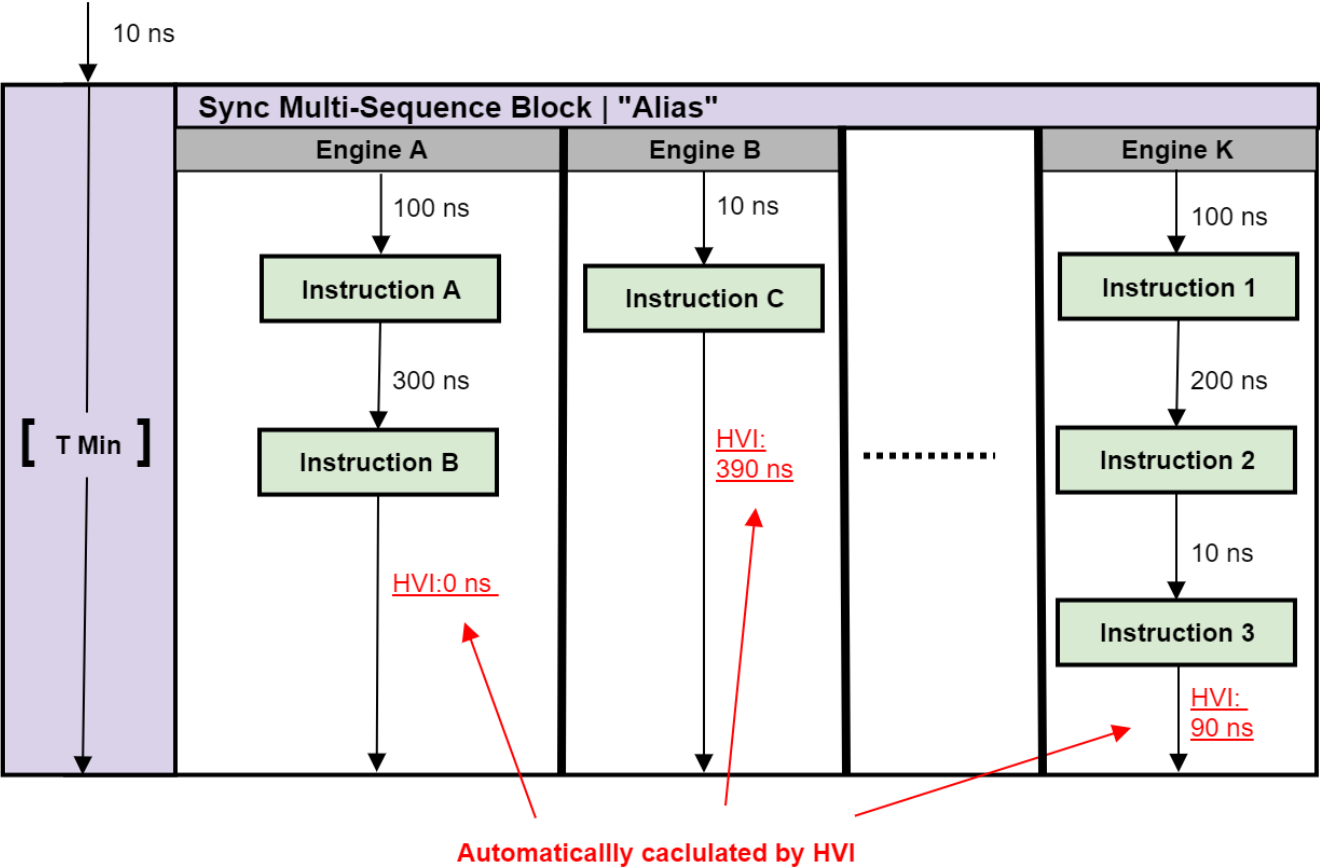 10 ns
Sync Multi-Sequence Block | "Alias"
Engine A
Engine B
Engine K
100 ns
10 ns
100 ns
Instruction A
Instruction C
Instruction 1
300 ns
200 ns
[ T Min ]
HVI:
390 ns
Instruction B
Instruction 2
10 ns
HVI:0 ns
Instruction 3
HVI:
90 ns
Automaticallly caclulated by HVI